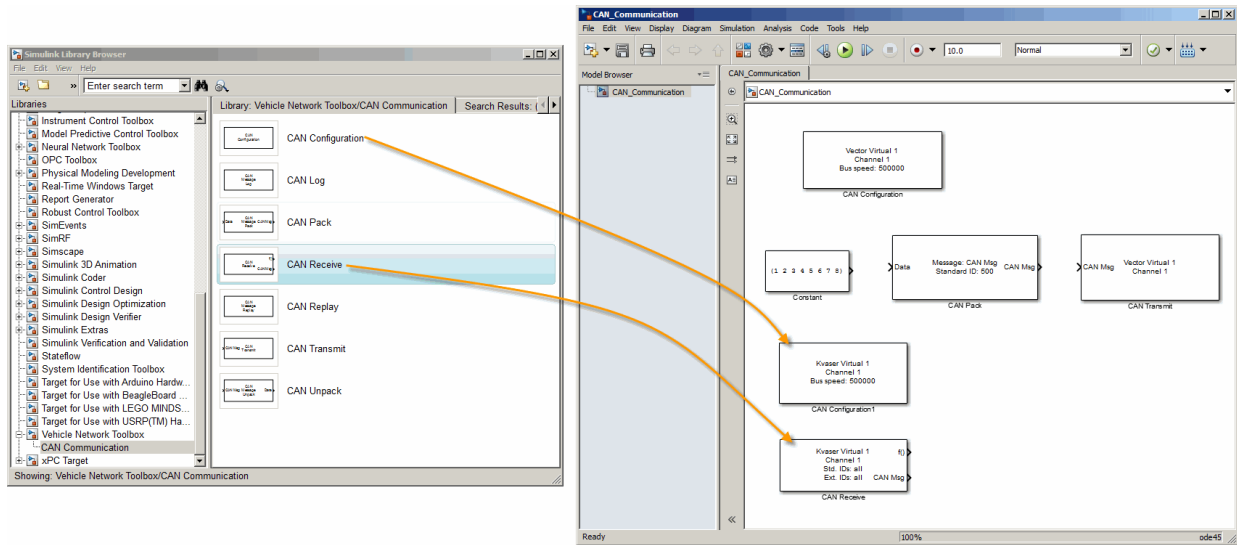 Simulink Library Browser
File Edit View Help
» Enter search term
Libraries
Instrument Control Toolbox
Model Predictive Control Toolbox
Neural Network Toolbox
OPC Toolbox
Physical Modeling Development
Real-Time Windows Target
Report Generator
Robust Control Toolbox
SimEvents
SimRF
Simscape
Simulink 3D Animation
Simulink Coder
Simulink Control Design
Simulink Design Optimization
Simulink Design Verifier
Simulink Extras
Simulink Verification and Validation
Stateflow
System Identification Toolbox
Target for Use with Arduino Hardw...
Target for Use with BeagleBoard ...
Target for Use with LEGO MINDS...
Target for Use with USRP(TM) Ha...
Vehicle Network Toolbox
CAN Communication
xPC Target
Library: Vehicle Network Toolbox/CAN Communication
Search Results: (
CAN Configuration
CAN Log
CAN Pack
CAN Receive
CAN Replay
CAN Transmit
CAN Unpack
Showing: Vehicle Network Toolbox/CAN Communication
CAN_Communication
File Edit View Display Diagram Simulation Analysis Code Tools Help
10.0
Normal
Model Browser
CAN_Communication
CAN_Communication
CAN_Communication
Vector Virtual 1
Channel 1
Bus speed: 500000
CAN Configuration
(1 2 3 4 5 6 7 8)
Constant
Data
Message: CAN Msg
Standard ID: 500
CAN Msg
CAN Pack
CAN Msg
Vector Virtual 1
Channel 1
CAN Transmit
Kvaser Virtual 1
Channel 1
Bus speed: 500000
CAN Configuration1
Kvaser Virtual 1
Channel 1
Std. IDs: all
Ext. IDs: all
f()
CAN Msg
CAN Receive
Ready
100%
ode45